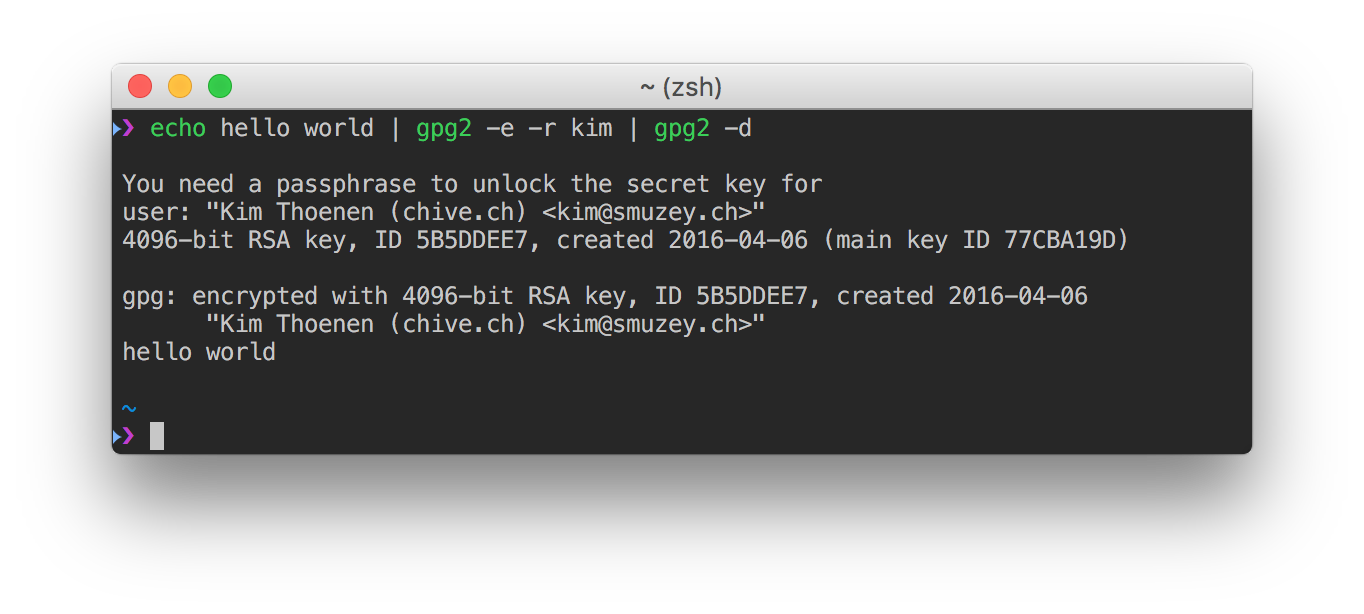 ~ (zsh)
❯ echo hello world | gpg2 -e -r kim | gpg2 -d
You need a passphrase to unlock the secret key for
user: "Kim Thoenen (chive.ch) <kim@smuzey.ch>"
4096-bit RSA key, ID 5B5DDEE7, created 2016-04-06 (main key ID 77CBA19D)
gpg: encrypted with 4096-bit RSA key, ID 5B5DDEE7, created 2016-04-06
"Kim Thoenen (chive.ch) <kim@smuzey.ch>"
hello world
~
❯